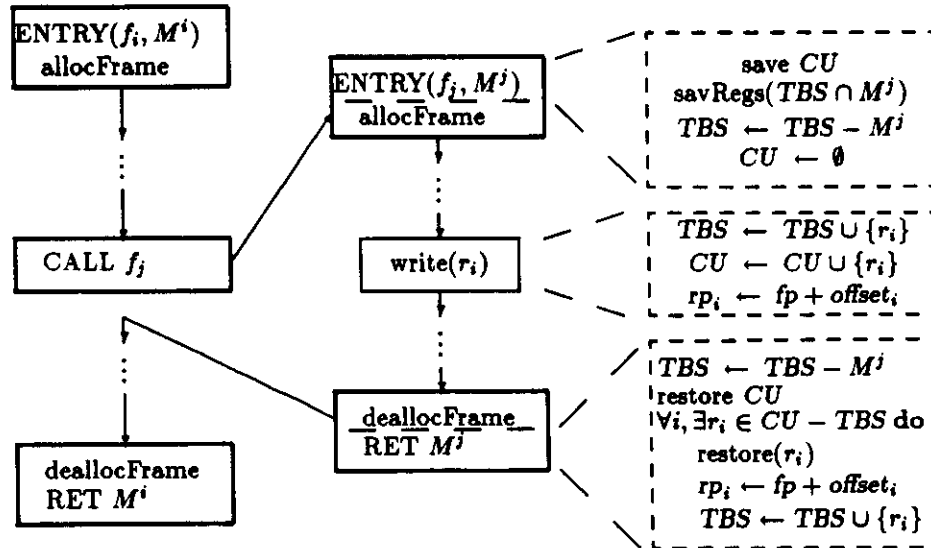 ENTRY(f_i, M^i)
allocFrame
⋮
CALL f_j
⋮
deallocFrame
RET M^i
ENTRY(f_j, M^j)
allocFrame
⋮
write(r_i)
⋮
deallocFrame
RET M^j
save CU
savRegs(TBS ∩ M^j)
TBS ← TBS − M^j
CU ← ∅
TBS ← TBS ∪ {r_i}
CU ← CU ∪ {r_i}
rp_i ← fp + offset_i
TBS ← TBS − M^j
restore CU
∀i, ∃r_i ∈ CU − TBS do
restore(r_i)
rp_i ← fp + offset_i
TBS ← TBS ∪ {r_i}